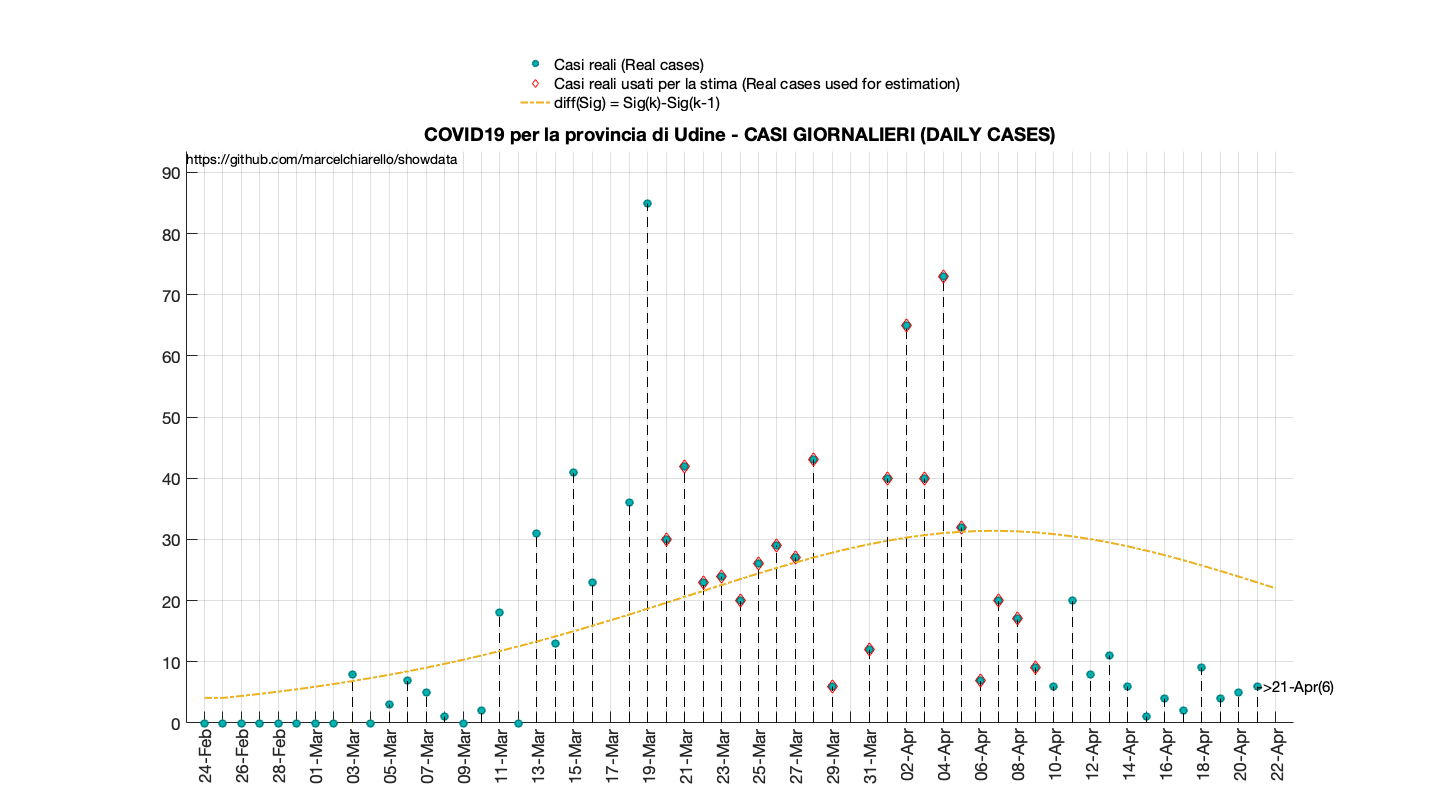 Casi reali (Real cases)
Casi reali usati per la stima (Real cases used for estimation)
diff(Sig) = Sig(k)-Sig(k-1)
COVID19 per la provincia di Udine - CASI GIORNALIERI (DAILY CASES)
https://github.com/marcelchiarello/showdata
90
80
70
60
50
40
30
20
10
0
>21-Apr(6)
24-Feb
26-Feb
28-Feb
01-Mar
03-Mar
05-Mar
07-Mar
09-Mar
11-Mar
13-Mar
15-Mar
17-Mar
19-Mar
21-Mar
23-Mar
25-Mar
27-Mar
29-Mar
31-Mar
02-Apr
04-Apr
06-Apr
08-Apr
10-Apr
12-Apr
14-Apr
16-Apr
18-Apr
20-Apr
22-Apr